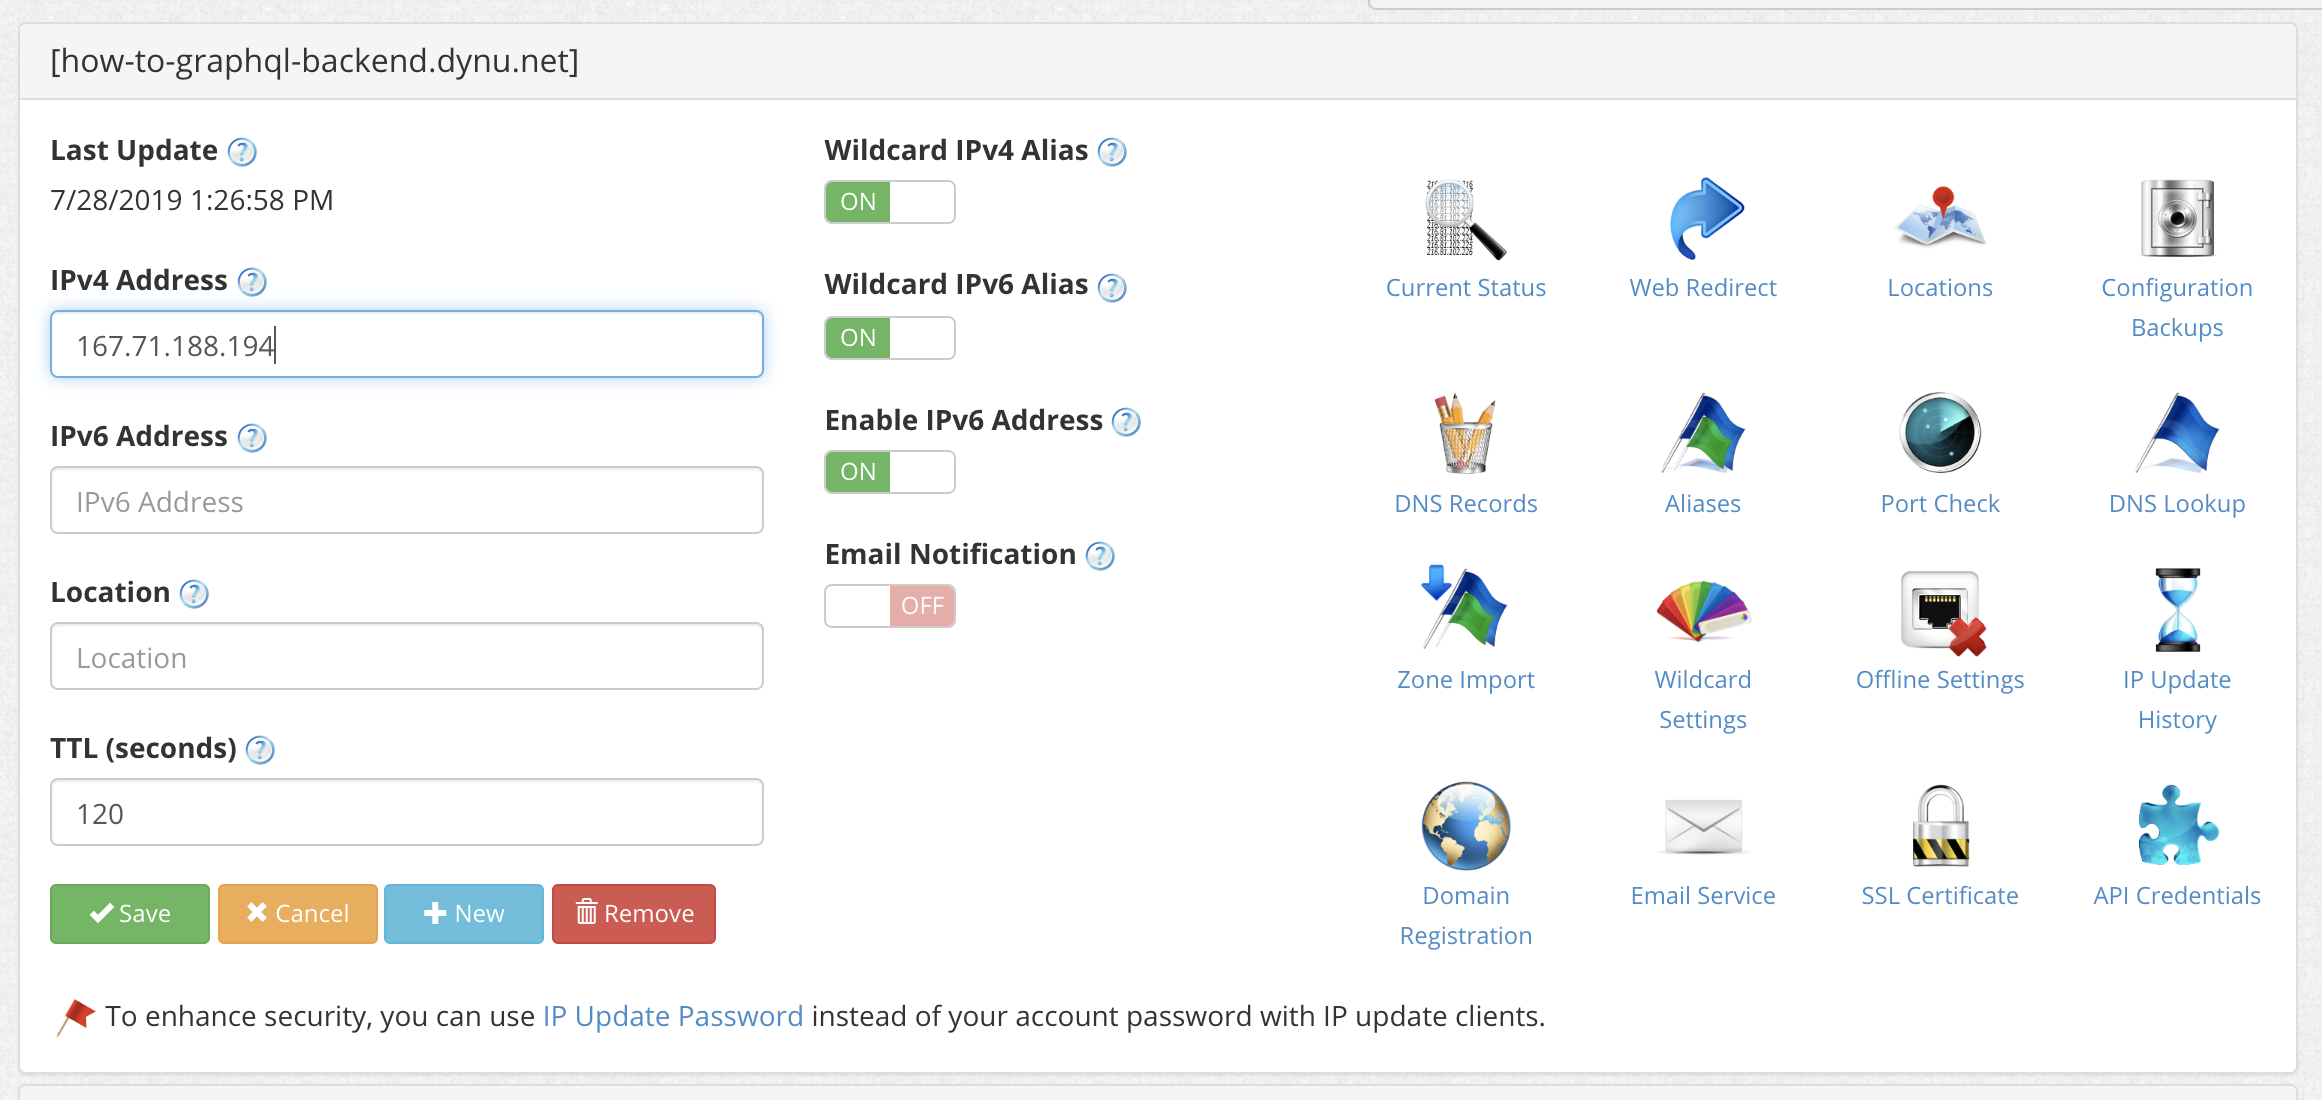 [how-to-graphql-backend.dynu.net]
Last Update
7/28/2019 1:26:58 PM
IPv4 Address
167.71.188.194
IPv6 Address
IPv6 Address
Location
Location
TTL (seconds)
120
Save
Cancel
New
Remove
Wildcard IPv4 Alias
ON
Wildcard IPv6 Alias
ON
Enable IPv6 Address
ON
Email Notification
OFF
Current Status
Web Redirect
Locations
Configuration
Backups
DNS Records
Aliases
Port Check
DNS Lookup
Zone Import
Wildcard
Settings
Offline Settings
IP Update
History
Domain
Registration
Email Service
SSL Certificate
API Credentials
To enhance security, you can use IP Update Password instead of your account password with IP update clients.